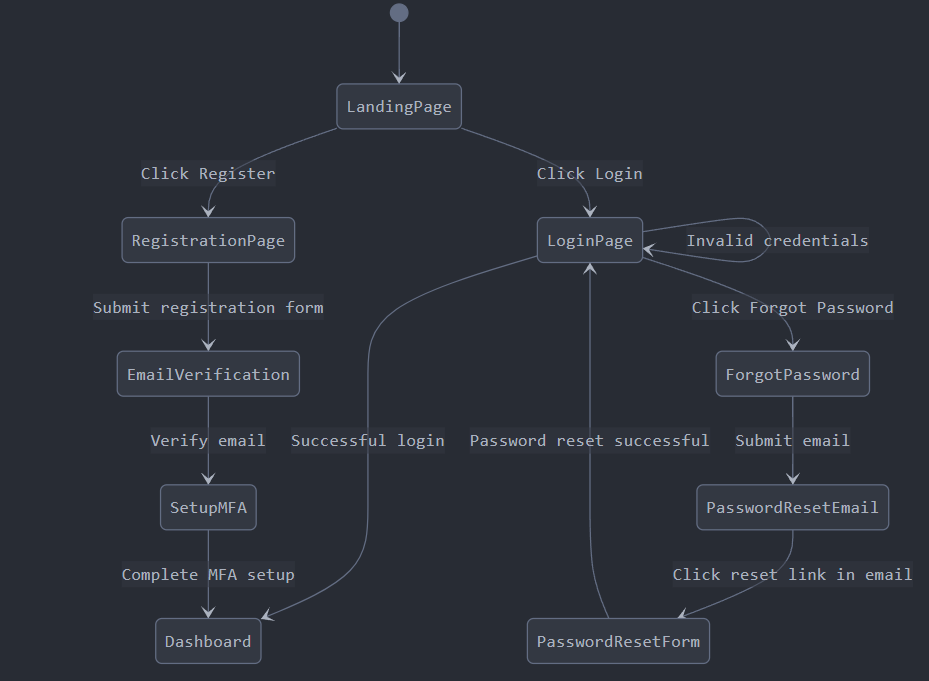 LandingPage
Click Register
Click Login
RegistrationPage
LoginPage
Invalid credentials
Submit registration form
Click Forgot Password
EmailVerification
ForgotPassword
Verify email
Successful login
Password reset successful
Submit email
SetupMFA
PasswordResetEmail
Complete MFA setup
Click reset link in email
Dashboard
PasswordResetForm